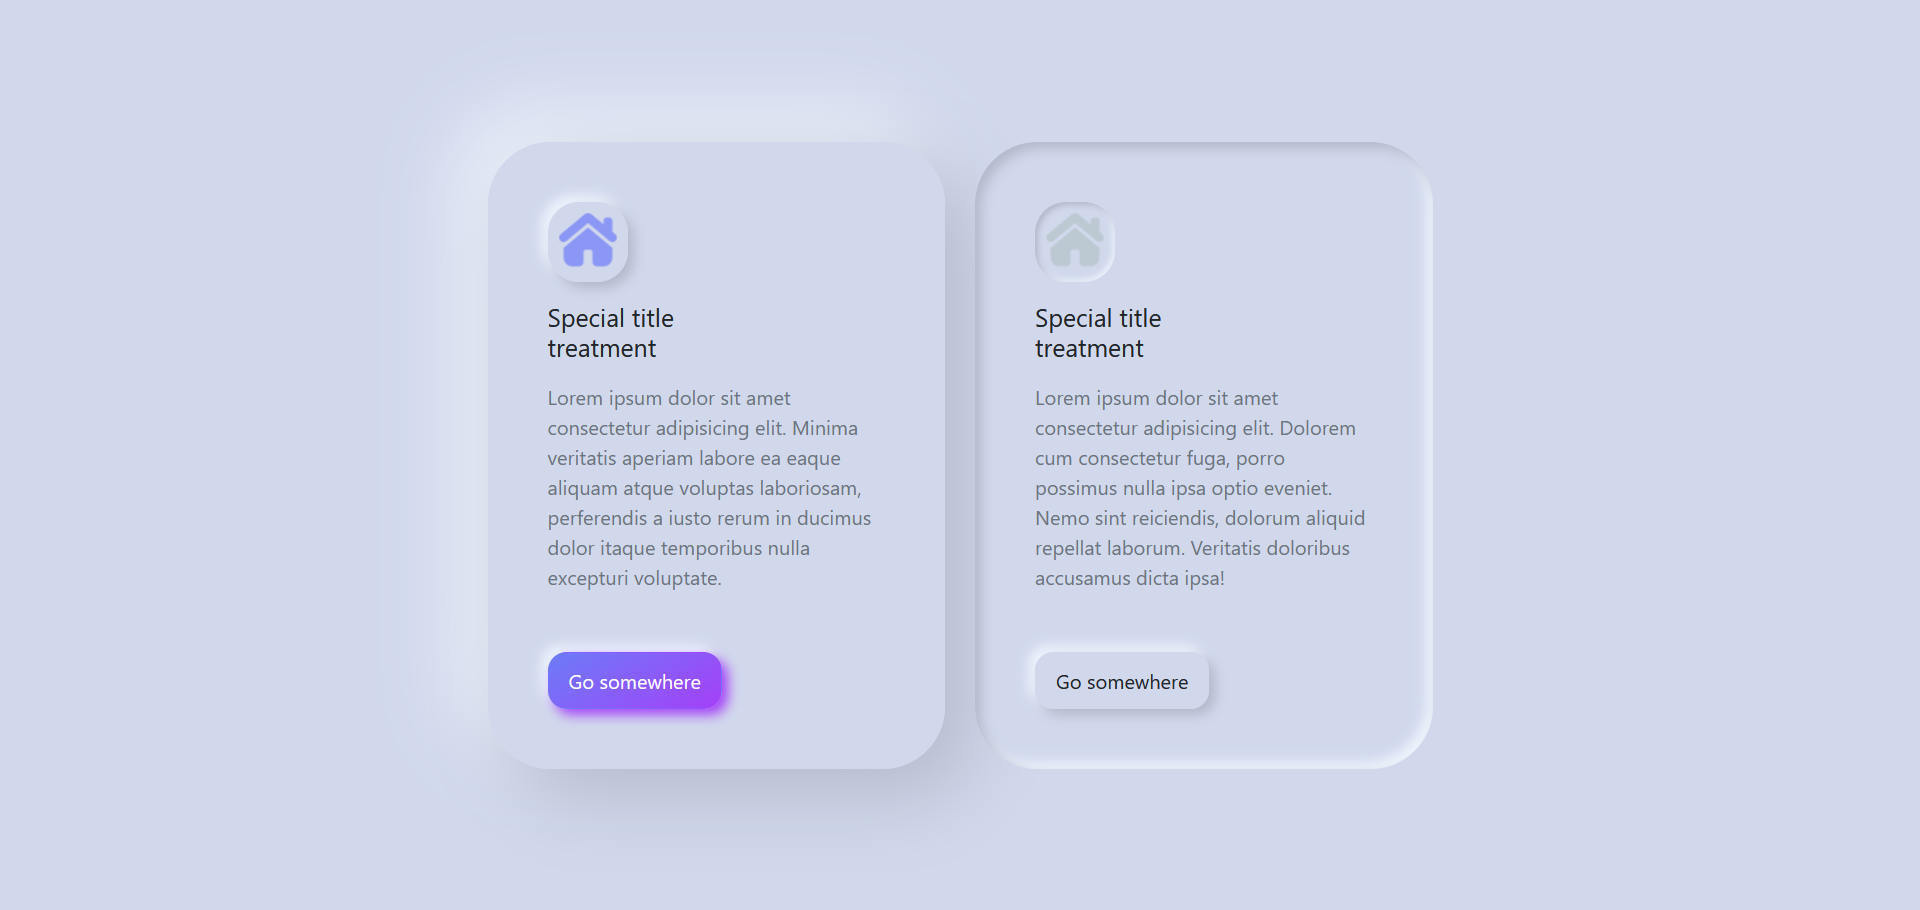 Special title
treatment
Lorem ipsum dolor sit amet
consectetur adipisicing elit. Minima
veritatis aperiam labore ea eaque
aliquam atque voluptas laboriosam,
perferendis a iusto rerum in ducimus
dolor itaque temporibus nulla
excepturi voluptate.
Go somewhere
Special title
treatment
Lorem ipsum dolor sit amet
consectetur adipisicing elit. Dolorem
cum consectetur fuga, porro
possimus nulla ipsa optio eveniet.
Nemo sint reiciendis, dolorum aliquid
repellat laborum. Veritatis doloribus
accusamus dicta ipsa!
Go somewhere